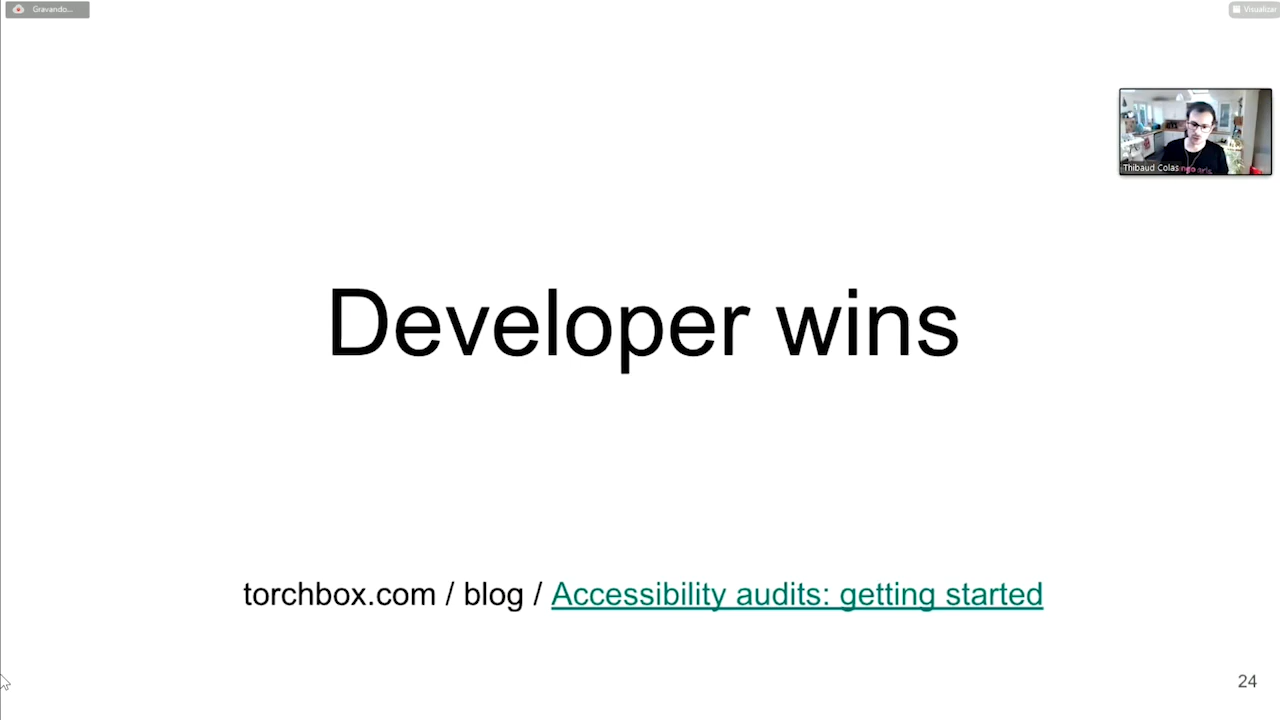 Gravando...
Visualizar
Thibaud Colas
Developer wins
torchbox.com / blog / Accessibility audits: getting started
24